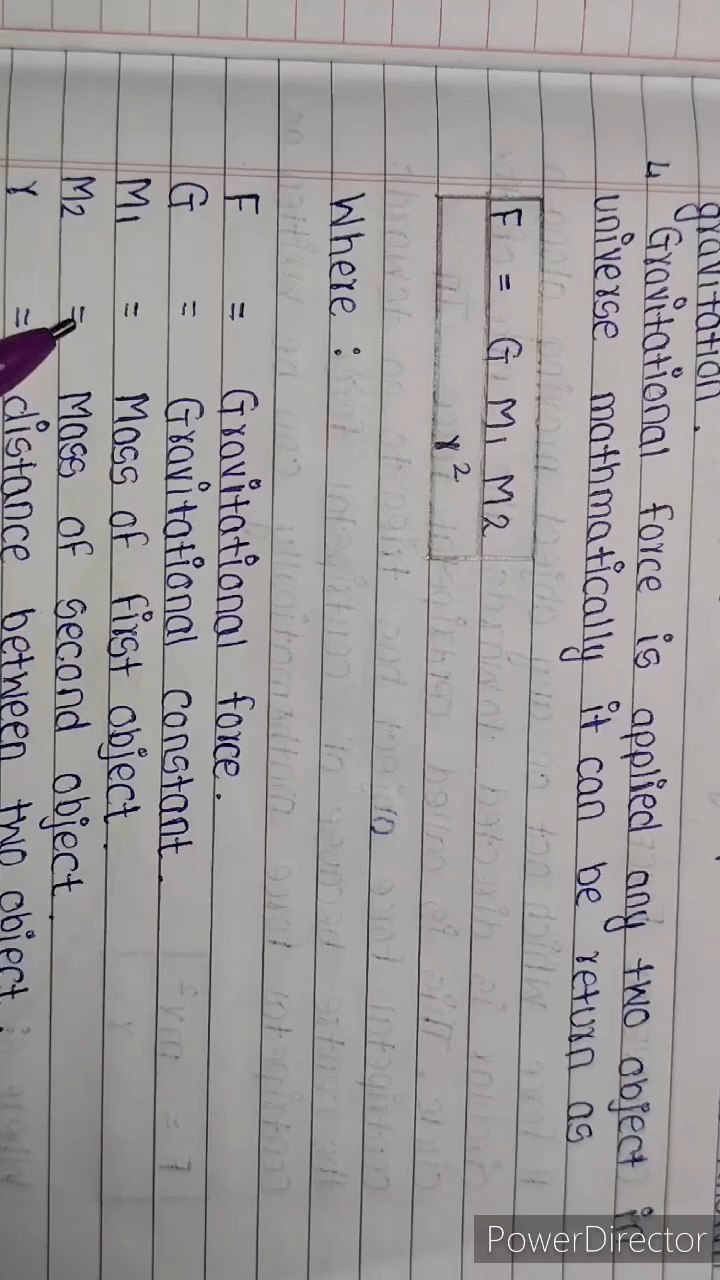 gravitation.
↳ Gravitational force is applied any two object in
universe mathmatically it can be return as
F = G M1 M2
r²
Where :
F = Gravitational force.
G = Gravitational constant.
M1 = Mass of first object.
M2 = Mass of second object.
r = distance between two object.
PowerDirector